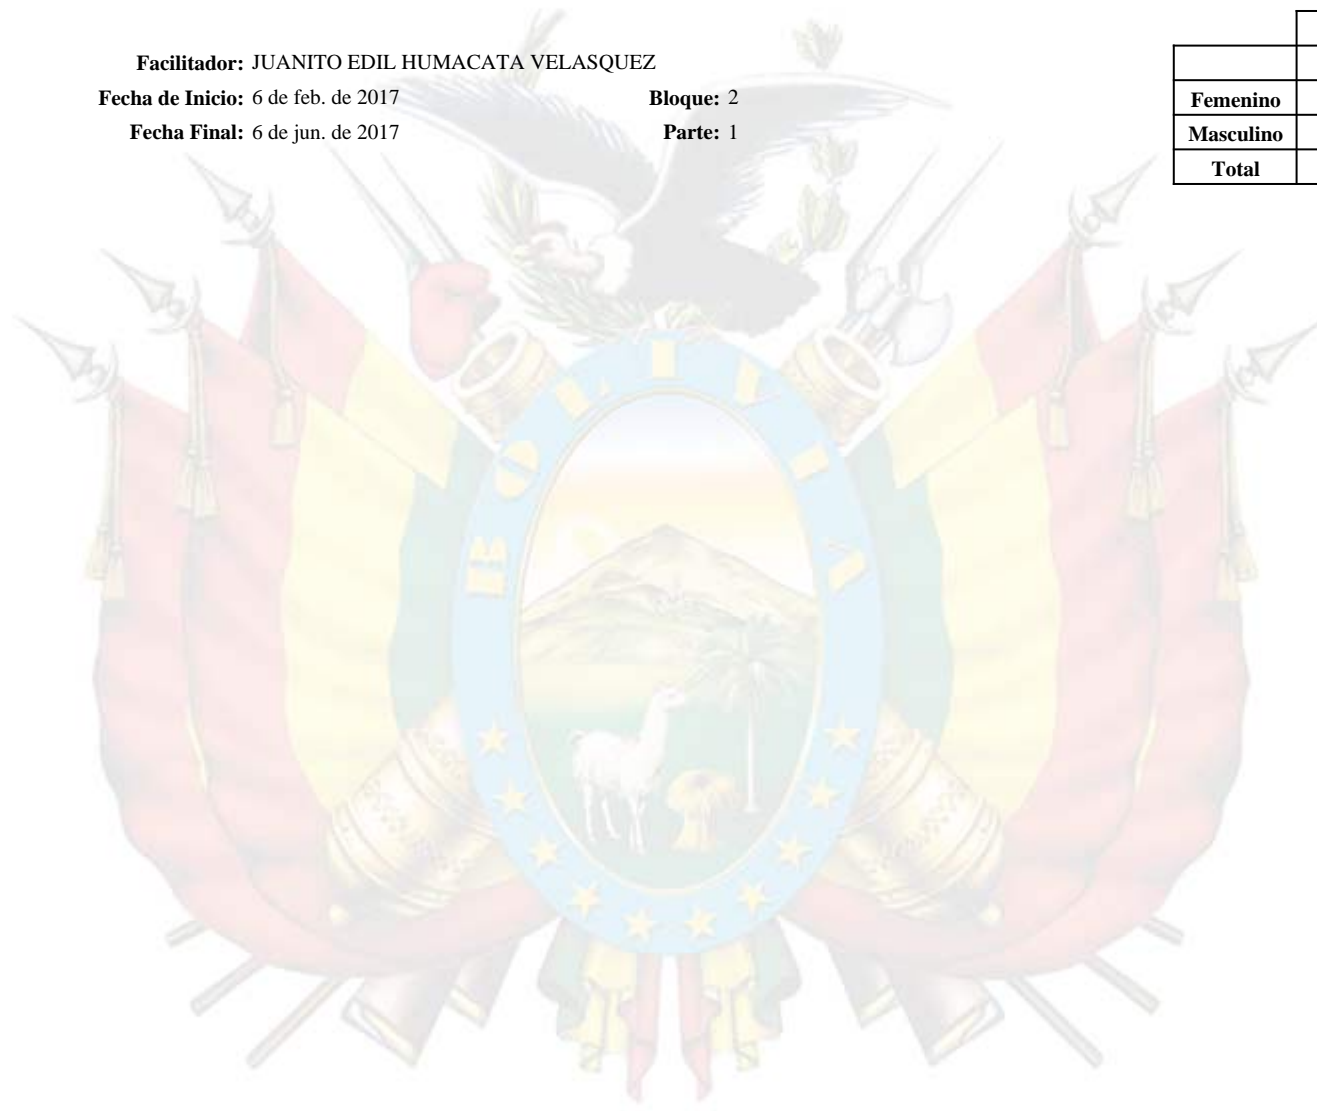 Facilitador: JUANITO EDIL HUMACATA VELASQUEZ
Fecha de Inicio: 6 de feb. de 2017 Bloque: 2
Fecha Final: 6 de jun. de 2017 Parte: 1
Femenino
Masculino
Total
BOLIVIA